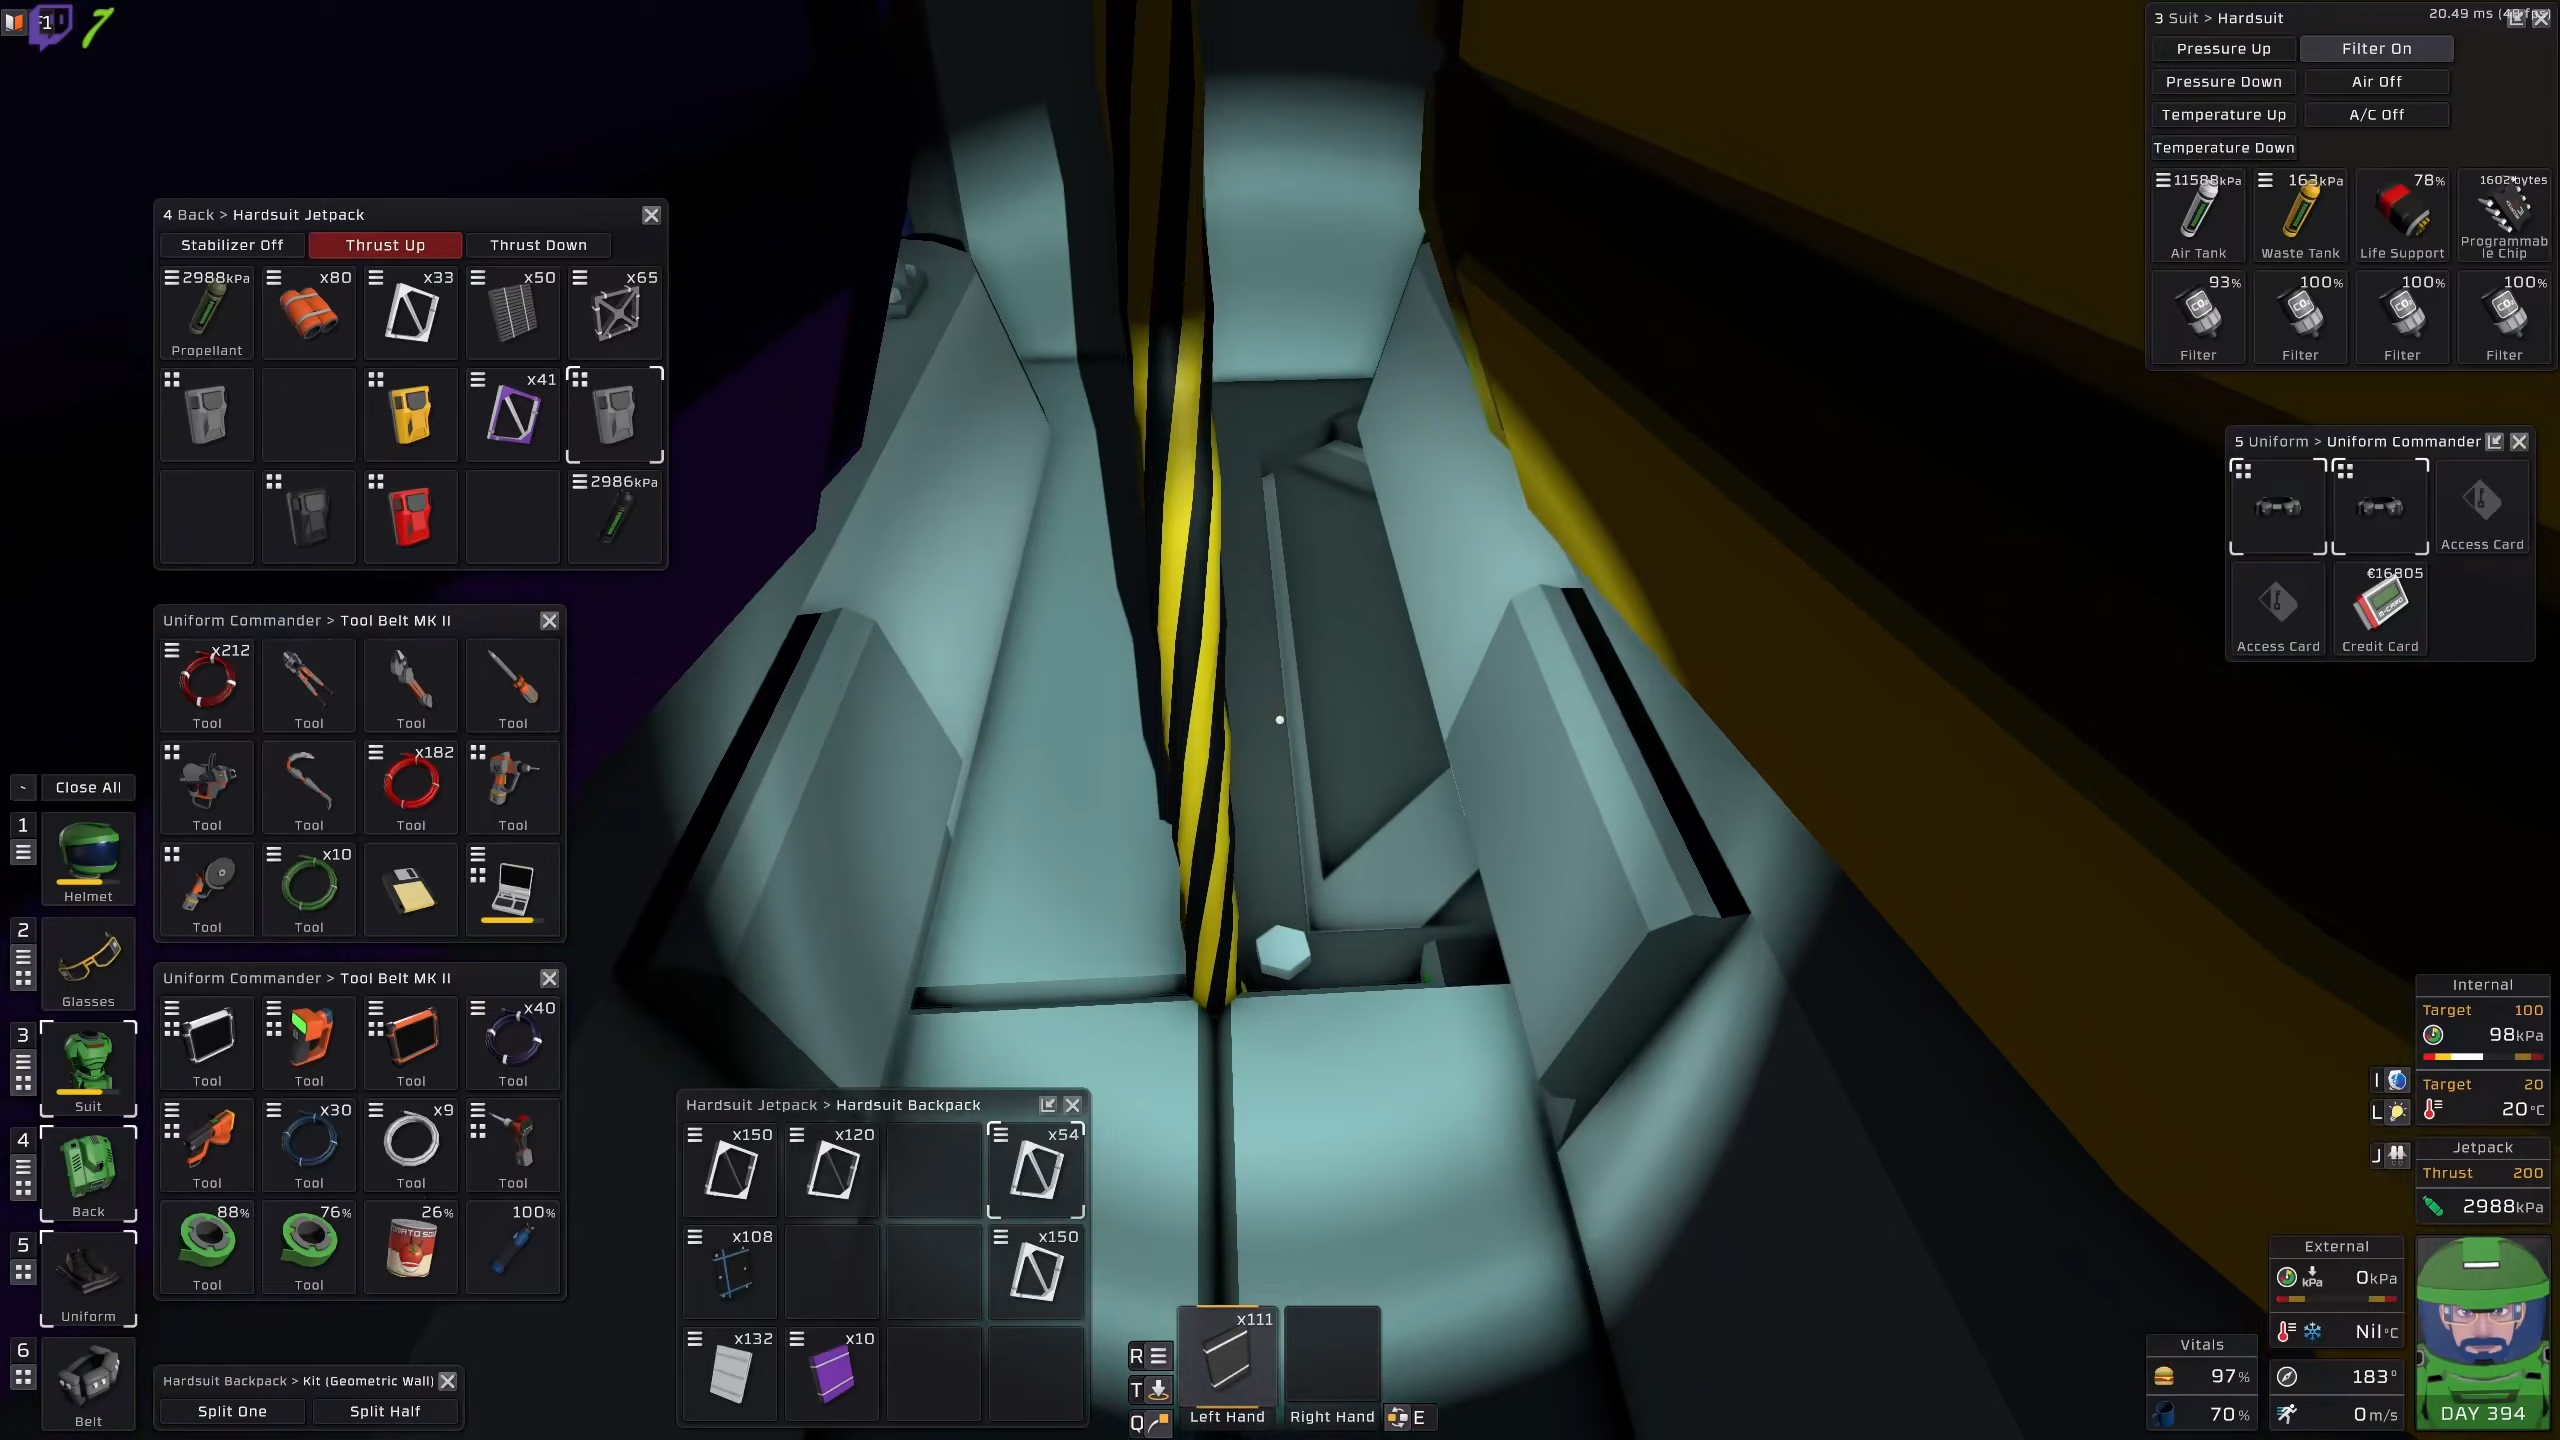 F1
7
20.49 ms (48 fps)
3 Suit > Hardsuit
Pressure Up
Filter On
Pressure Down
Air Off
Temperature Up
A/C Off
Temperature Down
11588kPa
163kPa
78%
1602 bytes
Air Tank
Waste Tank
Life Support
Programmab
le Chip
93%
100%
100%
100%
Filter
Filter
Filter
Filter
4 Back > Hardsuit Jetpack
Stabilizer Off
Thrust Up
Thrust Down
2988kPa
x80
x33
x50
x65
Propellant
x41
2986kPa
5 Uniform > Uniform Commander
Access Card
€16805
Access Card
Credit Card
Uniform Commander > Tool Belt MK II
x212
Tool
Tool
Tool
Tool
x182
Tool
Tool
Tool
Tool
x10
Tool
Tool
~
Close All
1
Helmet
2
Glasses
3
Suit
4
Back
5
Uniform
6
Belt
Uniform Commander > Tool Belt MK II
x40
Tool
Tool
Tool
Tool
x30
x9
Tool
Tool
Tool
Tool
88%
76%
26%
100%
Tool
Tool
Hardsuit Backpack > Kit (Geometric Wall)
Split One
Split Half
Hardsuit Jetpack > Hardsuit Backpack
x150
x120
x54
x108
x150
x132
x10
R
T
Q
x111
Left Hand
Right Hand
E
Internal
Target 100
98kPa
Target 20
20°C
I
L
J
Jetpack
Thrust 200
2988kPa
External
kPa
0kPa
Nil°C
Vitals
97%
183°
70%
0m/s
DAY 394